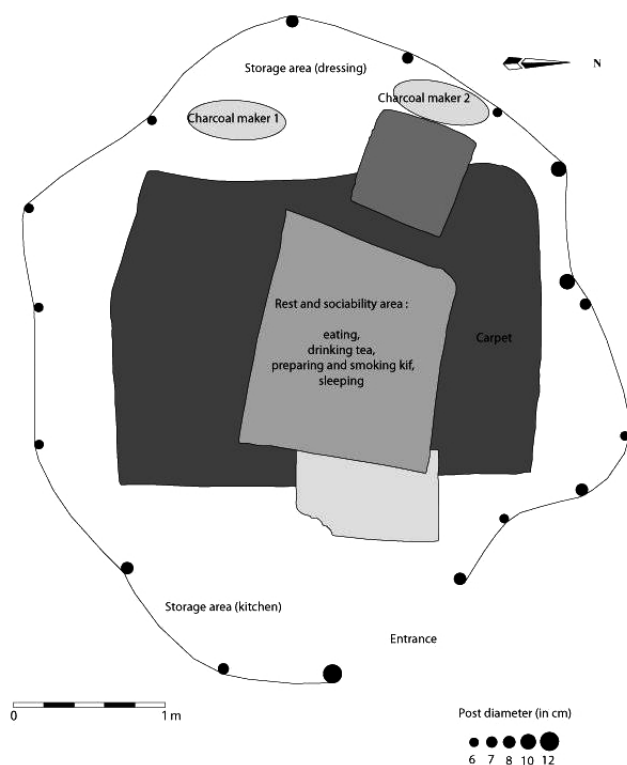 Storage area (dressing)
N
Charcoal maker 2
Charcoal maker 1
Rest and sociability area :
eating,
drinking tea,
preparing and smoking kif,
sleeping
Carpet
Storage area (kitchen)
Entrance
0 1 m
Post diameter (in cm)
6 7 8 10 12